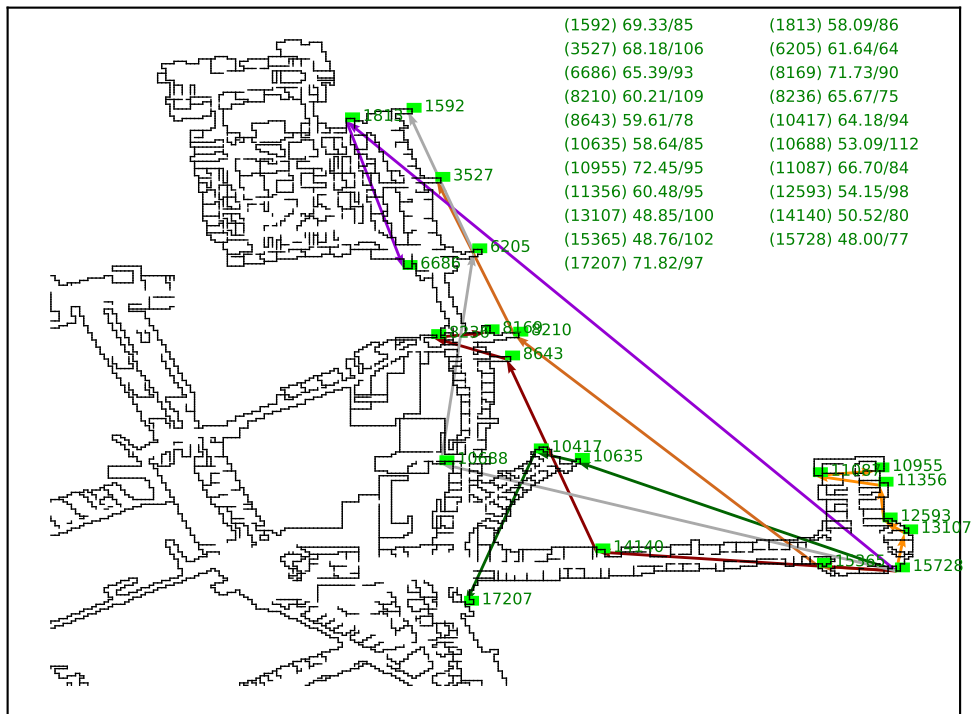 (1592) 69.33/85 (1813) 58.09/86
(3527) 68.18/106 (6205) 61.64/64
(6686) 65.39/93 (8169) 71.73/90
(8210) 60.21/109 (8236) 65.67/75
(8643) 59.61/78 (10417) 64.18/94
(10635) 58.64/85 (10688) 53.09/112
(10955) 72.45/95 (11087) 66.70/84
(11356) 60.48/95 (12593) 54.15/98
(13107) 48.85/100 (14140) 50.52/80
(15365) 48.76/102 (15728) 48.00/77
(17207) 71.82/97
1592
1813
3527
6205
6686
8169
8210
8236
8643
10417
10635
10688
10955
11087
11356
12593
13107
14140
15365
15728
17207